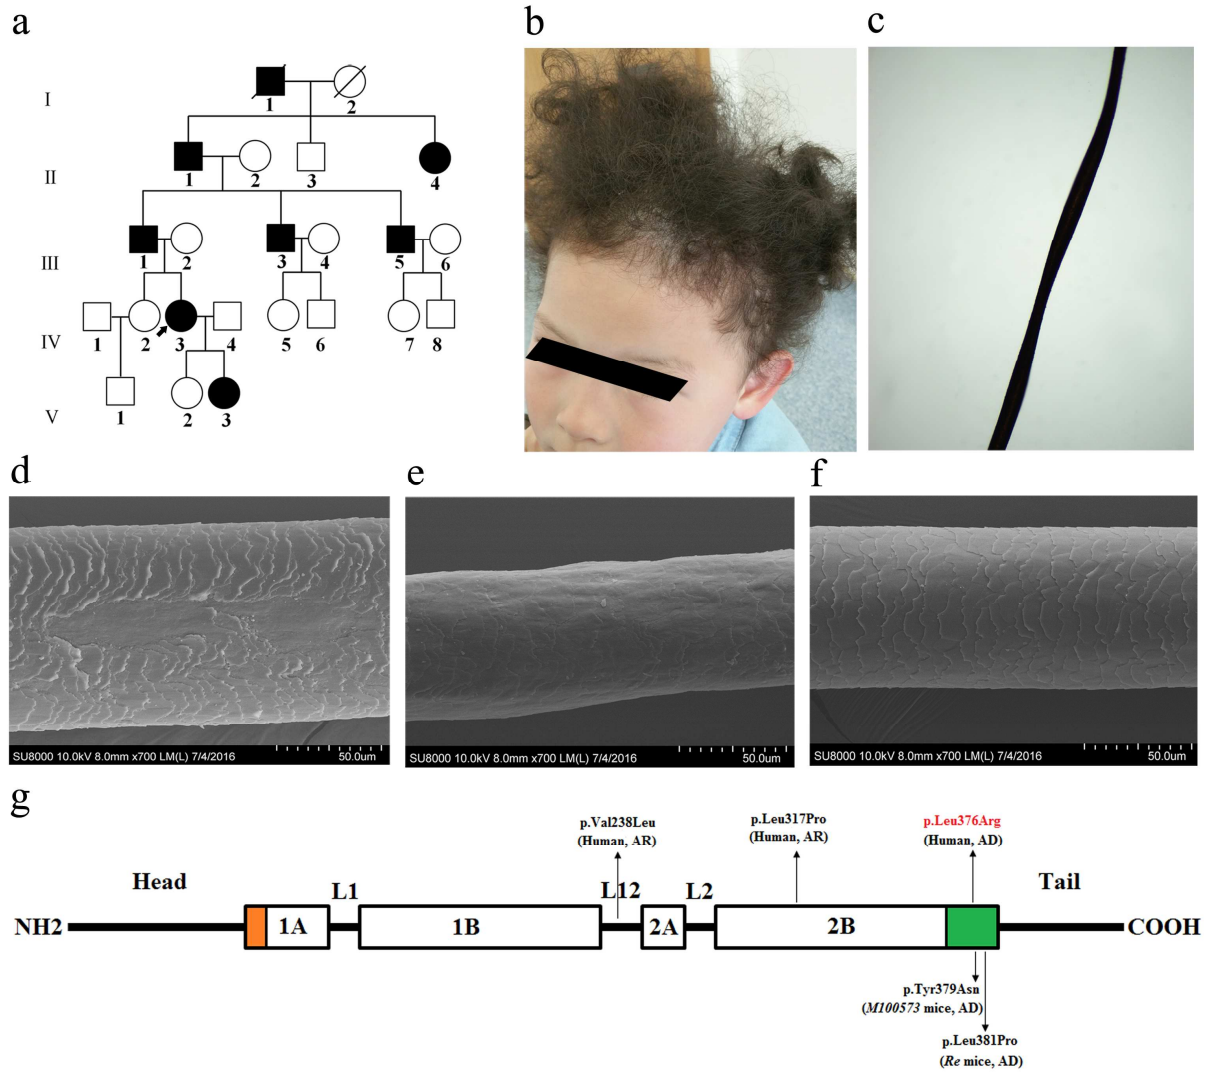 a
I
1
2
II
1
2
3
4
III
1
2
3
4
5
6
IV
1
2
3
4
5
6
7
8
V
1
2
3
b
c
d
SU8000 10.0kV 8.0mm x700 LM(L) 7/4/2016
50.0um
e
SU8000 10.0kV 8.0mm x700 LM(L) 7/4/2016
50.0um
f
SU8000 10.0kV 8.0mm x700 LM(L) 7/4/2016
50.0um
g
p.Val238Leu
(Human, AR)
p.Leu317Pro
(Human, AR)
p.Leu376Arg
(Human, AD)
Head
L1
L12
L2
Tail
NH2
1A
1B
2A
2B
COOH
p.Tyr379Asn
(M100573 mice, AD)
p.Leu381Pro
(Re mice, AD)